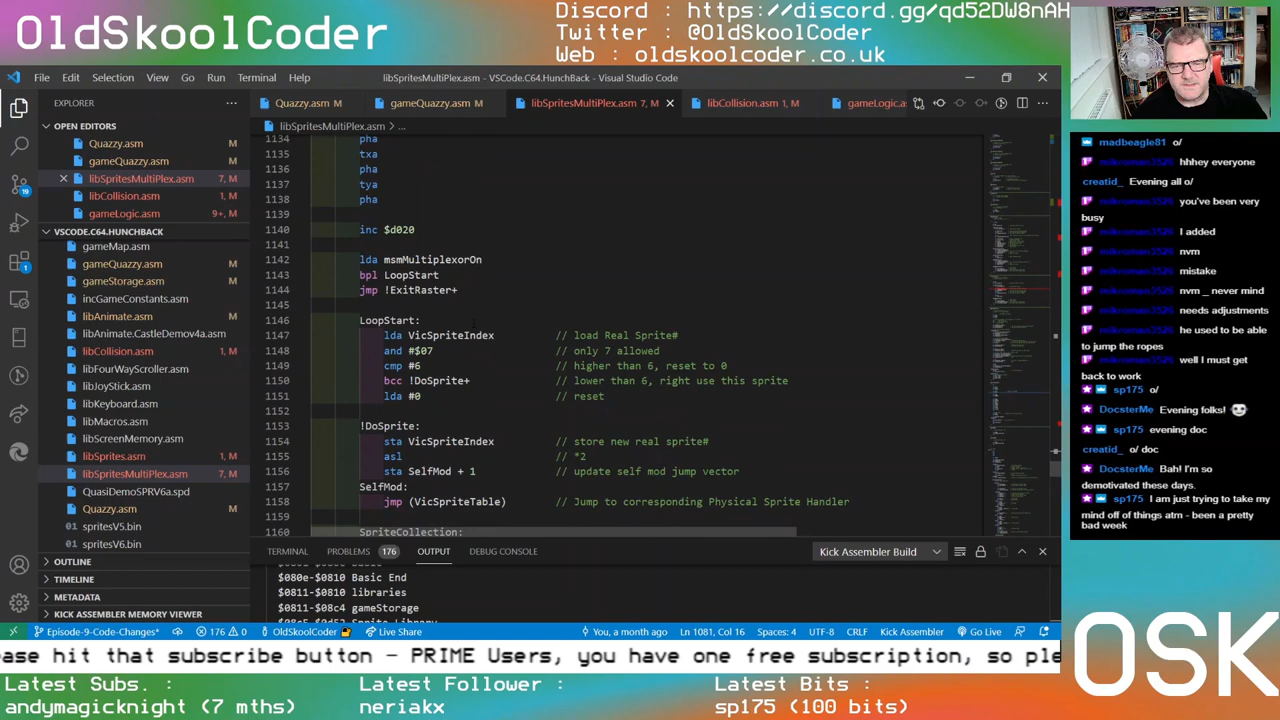 OldSkoolCoder
Discord : https://discord.gg/qd52DW8nAH
Twitter : @OldSkoolCoder
Web : oldskoolcoder.co.uk
File Edit Selection View Go Run Terminal Help
libSpritesMultiPlex.asm - VSCode.C64.HunchBack - Visual Studio Code
EXPLORER
Quazzy.asm M
gameQuazzy.asm M
libSpritesMultiPlex.asm 7, M
libCollision.asm 1, M
gameLogic.as
libSpritesMultiPlex.asm > ...
OPEN EDITORS
Quazzy.asm M
gameQuazzy.asm M
libSpritesMultiPlex.asm 7, M
libCollision.asm 1, M
gameLogic.asm 9+, M
VSCODE.C64.HUNCHBACK
gameMap.asm
gameQuazzy.asm M
gameStorage.asm M
incGameConstants.asm
libAnimate.asm M
libAnimate.CastleDemov4a.asm
libCollision.asm 1, M
libFourWayScroller.asm
libJoyStick.asm
libKeyboard.asm
libMacros.asm
libScreenMemory.asm
libSprites.asm 1, M
libSpritesMultiPlex.asm 7, M
QuasiDemoSPRV6a.spd
Quazzy.asm M
spritesV5.bin
spritesV6.bin
OUTLINE
TIMELINE
METADATA
KICK ASSEMBLER MEMORY VIEWER
1134 pha
1135 txa
1136 pha
1137 tya
1138 pha
1139
1140 inc $d020
1141
1142 lda msmMultiplexorOn
1143 bpl LoopStart
1144 jmp !ExitRaster+
1145
1146 LoopStart:
1147 lda VicSpriteIndex // load Real Sprite#
1148 and #$07 // only 7 allowed
1149 cmp #6 // higher than 6, reset to 0
1150 bcc !DoSprite+ // lower than 6, right use this sprite
1151 lda #0 // reset
1152
1153 !DoSprite:
1154 sta VicSpriteIndex // store new real sprite#
1155 asl // *2
1156 sta SelfMod + 1 // update self mod jump vector
1157 SelfMod:
1158 jmp (VicSpritaTable) // Jump to corresponding Physical Sprite Handler
1159
1160 SpriteCollection:
TERMINAL PROBLEMS 176 OUTPUT DEBUG CONSOLE
Kick Assembler Build
$080e-$0810 Basic End
$0811-$0810 libraries
$0811-$08c4 gameStorage
Episode-9-Code-Changes* 176 0 OldSkoolCoder Live Share You, a month ago Ln 1081, Col 16 Spaces: 4 UTF-8 CRLF Kick Assembler Go Live
madbeagle81 o/
mikroman3526 hhhey everyone
creatid_ Evening all o/
mikroman3526 you've been very
busy
mikroman3526 I added
mikroman3526 nvm
mikroman3526 mistake
mikroman3526 nvm _ never mind
mikroman3526 needs adjustments
mikroman3526 he used to be able
to jump the ropes
mikroman3526 well I must get
back to work
sp175 o/
DocsterMe Evening folks!
sp175 evening doc
creatid_ o/ doc
DocsterMe Bah! I'm so
demotivated these days.
sp175 I am just trying to take my
mind off of things atm - been a pretty
bad week
OSK
ease hit that subscribe button - PRIME Users, you have one free subscription, so ple
Latest Subs. :
andymagicknight (7 mths)
Latest Follower :
neriakx
Latest Bits :
sp175 (100 bits)